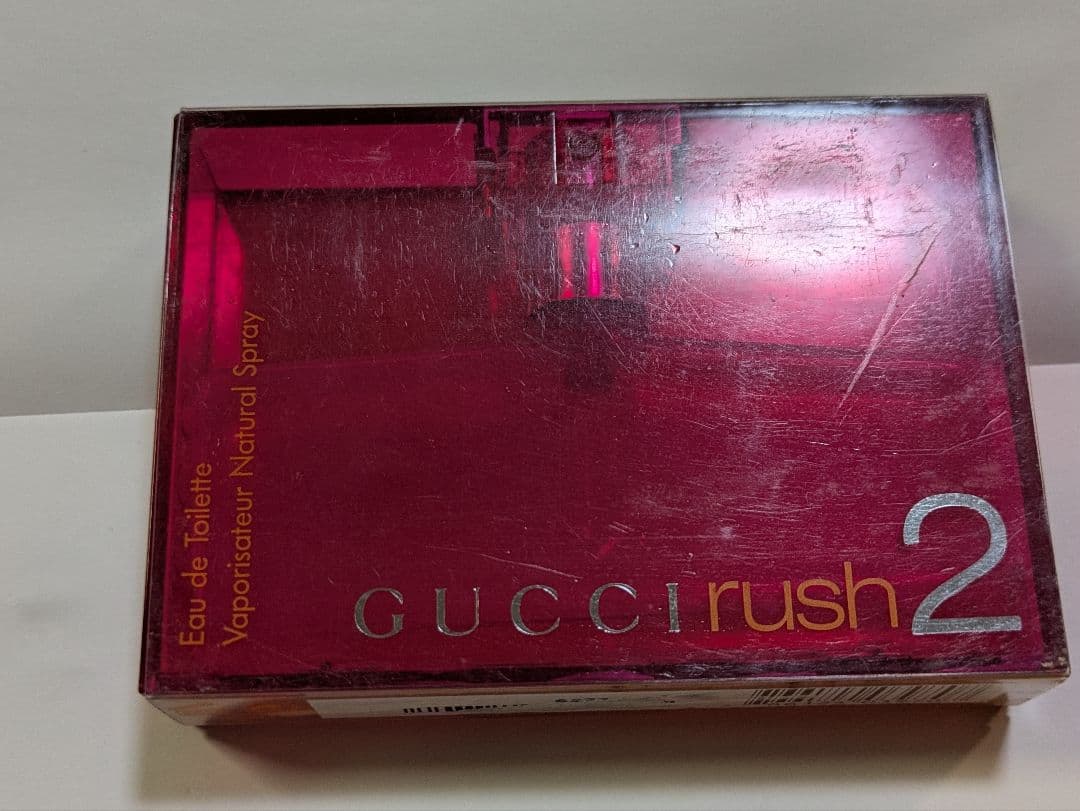 Eau de Toilette
Vaporisateur Natural Spray
GUCCI rush 2